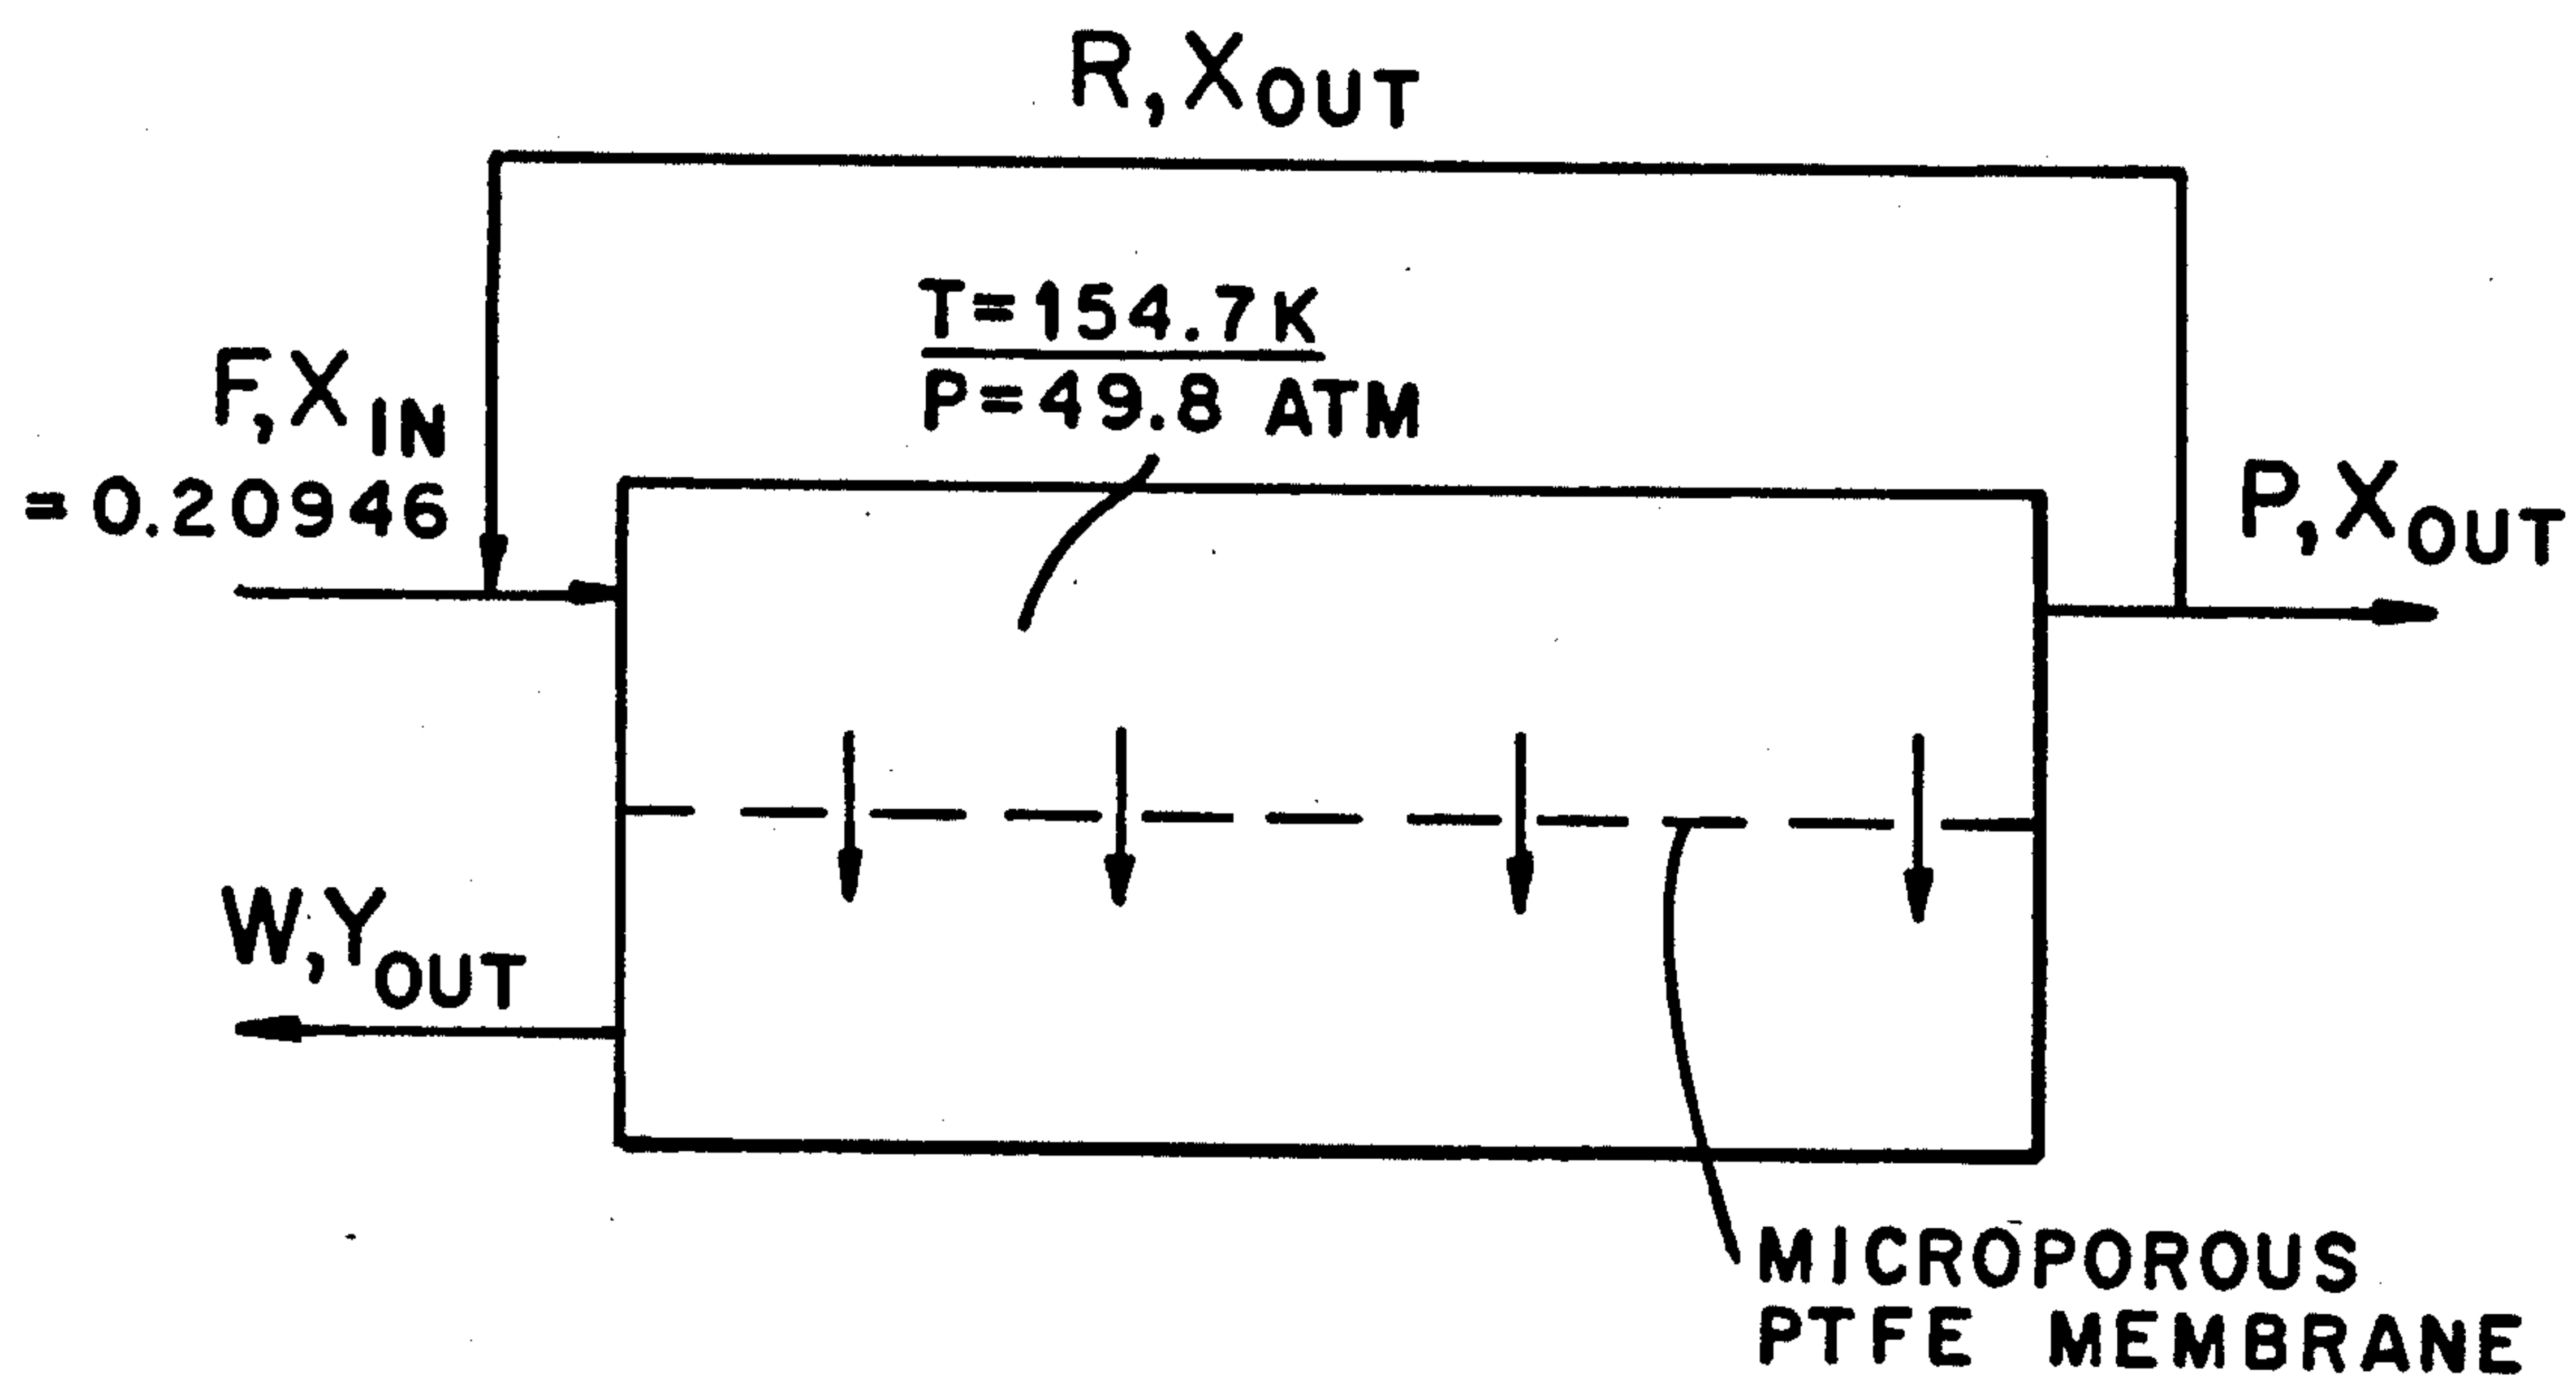 R, XOUT
T=154.7K
P=49.8 ATM
F, XIN
=0.20946
P, XOUT
W, YOUT
MICROPOROUS
PTFE MEMBRANE